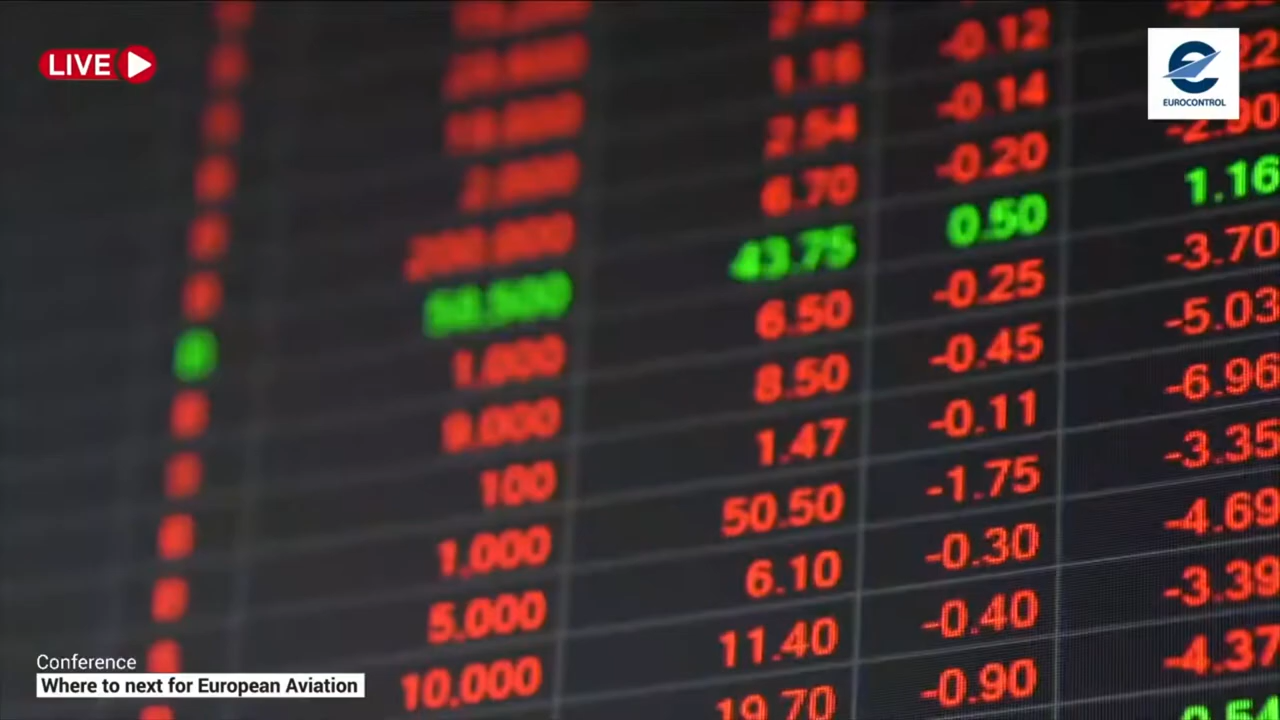 LIVE
EUROCONTROL
1.16 -0.12
2.54 -0.14
6.70 -0.20 -2.90
43.75 0.50 1.16
1.000 6.50 -0.25 -3.70
9.000 8.50 -0.45 -5.03
100 1.47 -0.11 -6.96
1.000 50.50 -1.75 -3.35
5.000 6.10 -0.30 -4.69
10.000 11.40 -0.40 -3.39
19.70 -0.90 -4.37
Conference
Where to next for European Aviation